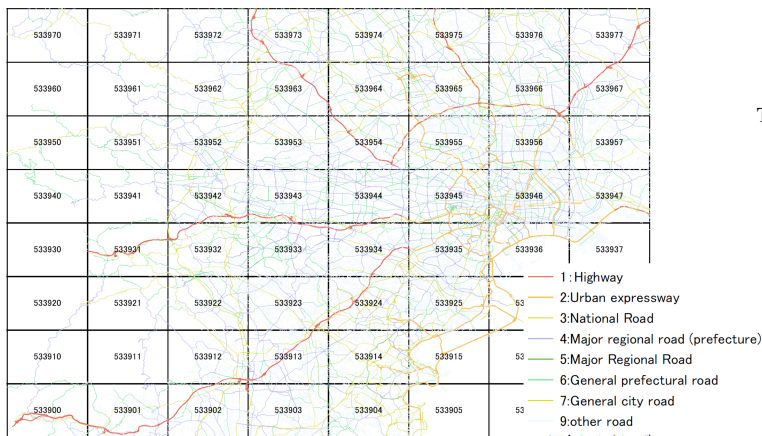 533970 533971 533972 533973 533974 533975 533976 533977
533960 533961 533962 533963 533964 533965 533966 533967
533950 533951 533952 533953 533954 533955 533956 533957
533940 533941 533942 533943 533944 533945 533946 533947
533930 533931 533932 533933 533934 533935 533936 533937
533920 533921 533922 533923 533924 533925 53
533910 533911 533912 533913 533914 533915 53
533900 533901 533902 533903 533904 533905 53
T
1:Highway
2:Urban expressway
3:National Road
4:Major regional road (prefecture)
5:Major Regional Road
6:General prefectural road
7:General city road
9:other road